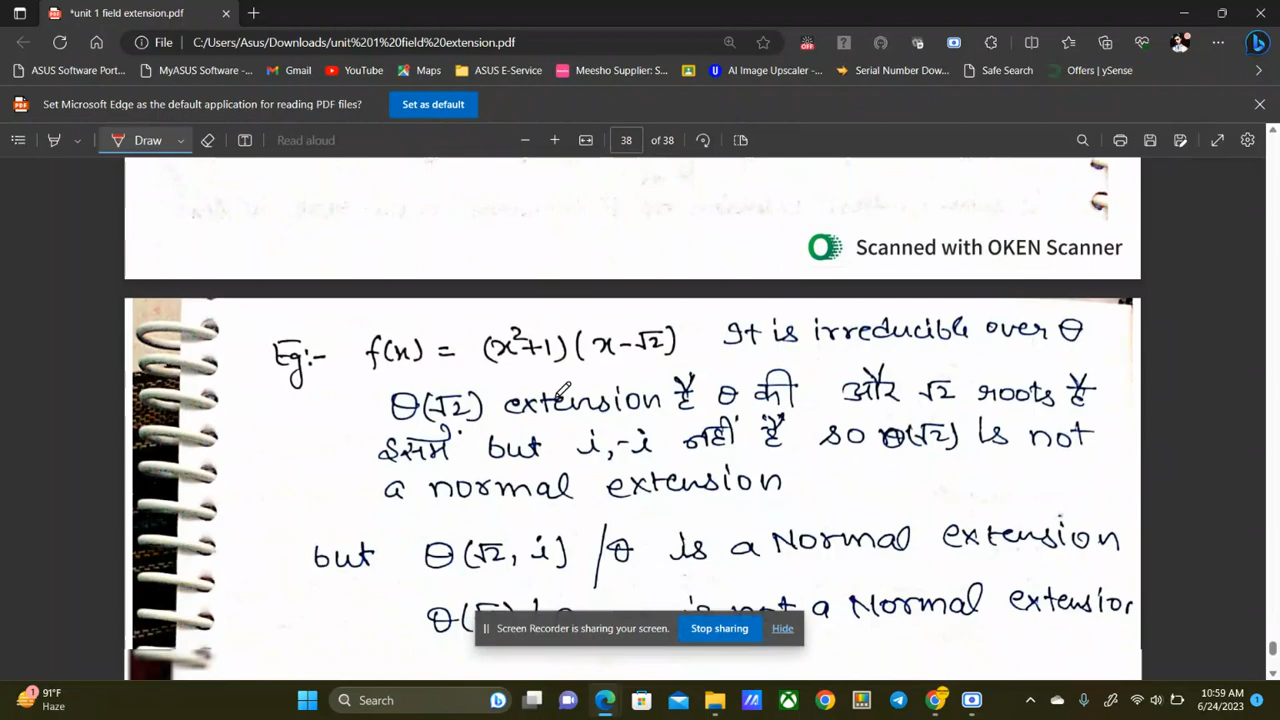 *unit 1 field extension.pdf
File C:/Users/Asus/Downloads/unit%201%20field%20extension.pdf
ASUS Software Port... MyASUS Software -... Gmail YouTube Maps ASUS E-Service Meesho Supplier: S... AI Image Upscaler -... Serial Number Dow... Safe Search Offers | ySense
Set Microsoft Edge as the default application for reading PDF files? Set as default
Draw Read aloud 38 of 38
Scanned with OKEN Scanner
Eg:- f(x) = (x²+1)(x-√2) It is irreducible over Q
Q(√2) extension है Q की और √2 roots है
इसमें but i,-i नहीं है so Q(√2) is not
a normal extension
but Q(√2, i) / Q is a Normal extension
is not a Normal extension
Screen Recorder is sharing your screen. Stop sharing Hide
91°F
Haze
Search
10:59 AM
6/24/2023